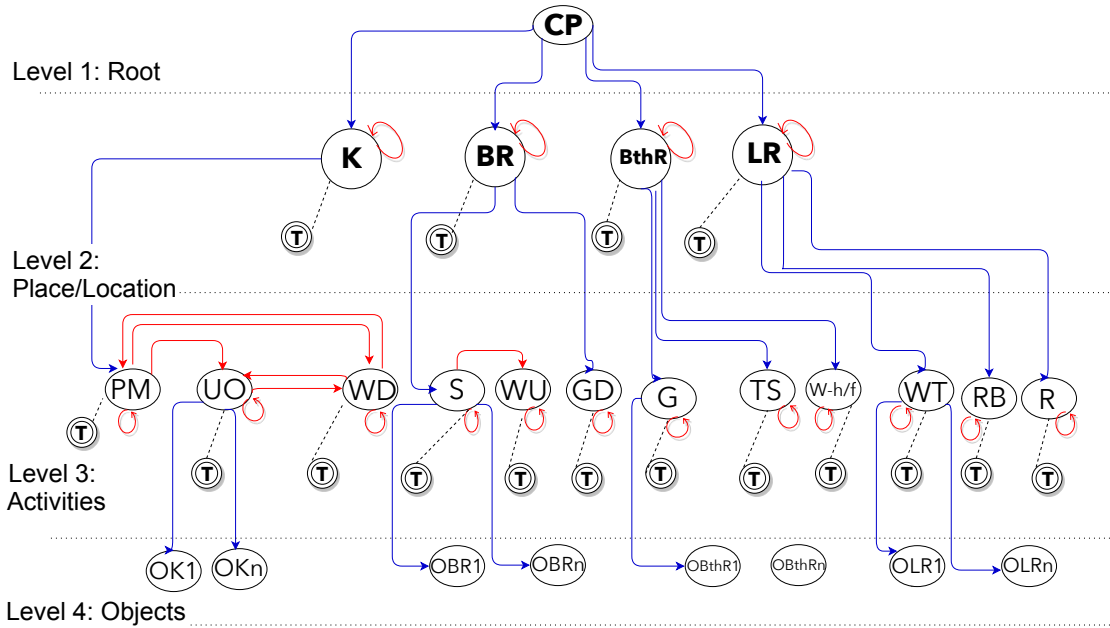 CP
Level 1: Root
K
BR
BthR
LR
T
T
T
T
Level 2:
Place/Location
PM
UO
WD
S
WU
GD
G
TS
W-h/f
WT
RB
R
T
T
T
T
T
T
T
T
T
T
T
T
Level 3:
Activities
OK1
OKn
OBR1
OBRn
OBthR1
OBthRn
OLR1
OLRn
Level 4: Objects